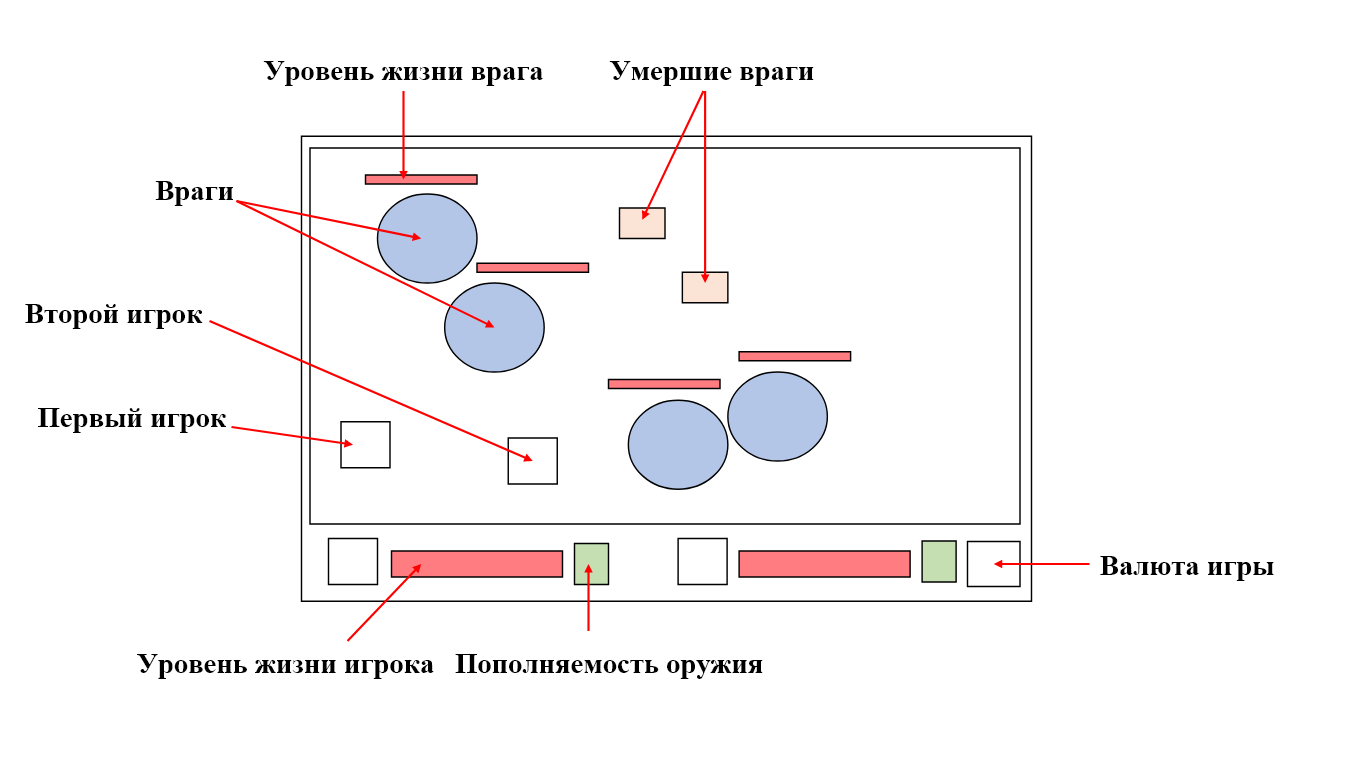 Уровень жизни врага
Умершие враги
Враги
Второй игрок
Первый игрок
Валюта игры
Уровень жизни игрока
Пополняемость оружия